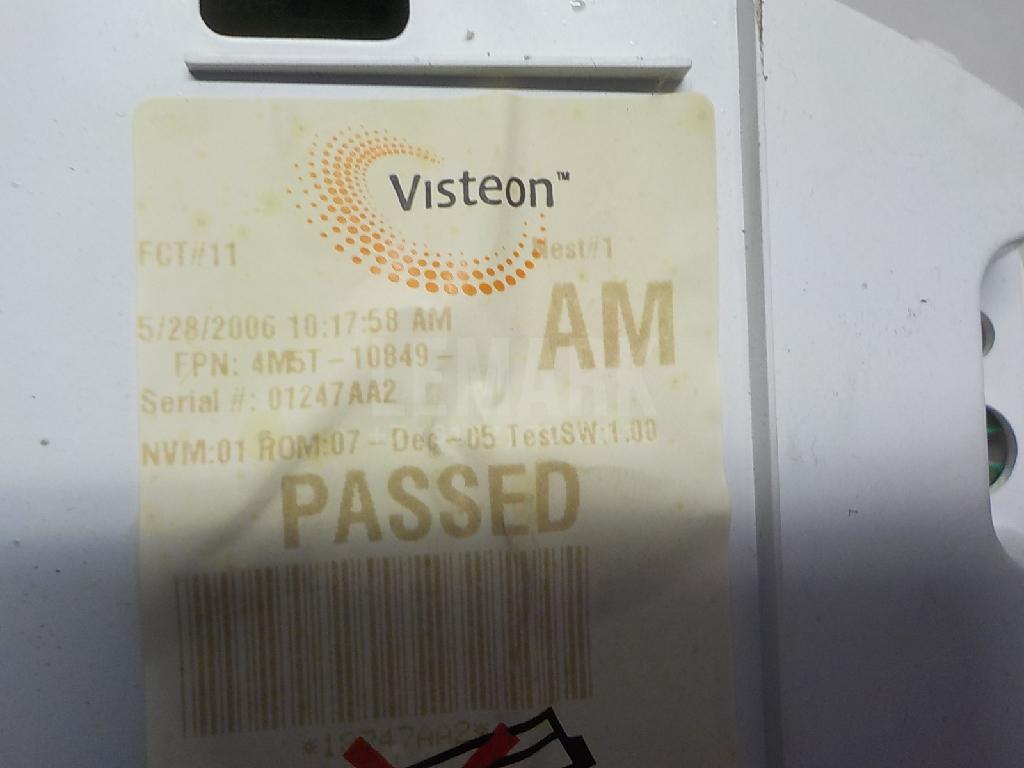 Visteon™
FCT#11 Nest#1
5/28/2006 10:17:58 AM AM
FPN: 4M5T-10849-
Serial #: 01247AA2
LEMARK
NVM:01 ROM:07-Dec-05 TestSW:1.00
PASSED